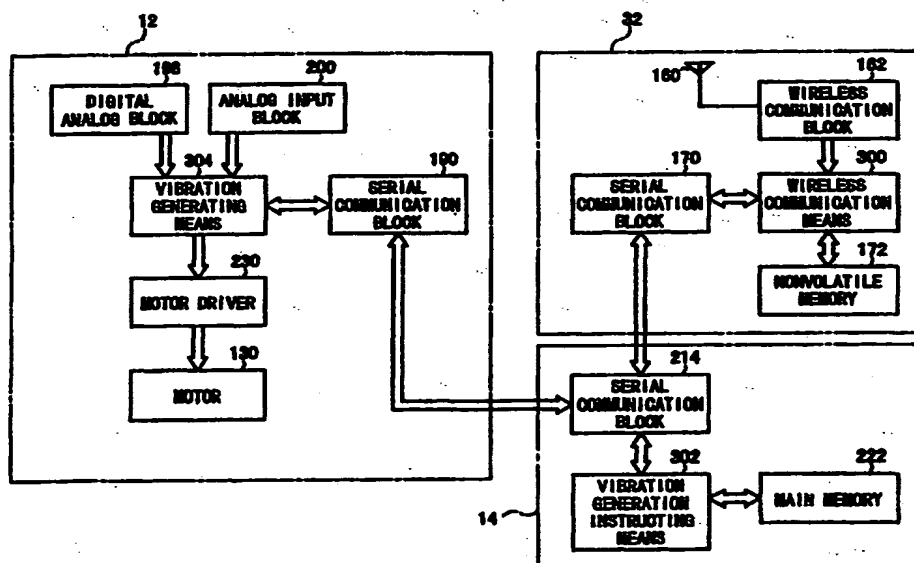 12
198
DIGITAL
ANALOG BLOCK
200
ANALOG INPUT
BLOCK
304
VIBRATION
GENERATING
MEANS
190
SERIAL
COMMUNICATION
BLOCK
230
MOTOR DRIVER
130
MOTOR
32
160
162
WIRELESS
COMMUNICATION
BLOCK
170
SERIAL
COMMUNICATION
BLOCK
300
WIRELESS
COMMUNICATION
MEANS
172
NONVOLATILE
MEMORY
214
SERIAL
COMMUNICATION
BLOCK
14
302
VIBRATION
GENERATION
INSTRUCTING
MEANS
222
MAIN MEMORY